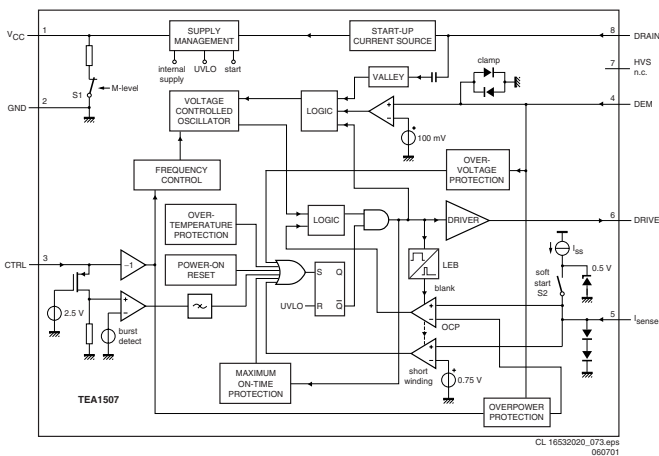 VCC
1
SUPPLY
MANAGEMENT
START-UP
CURRENT SOURCE
8
DRAIN
internal
supply
UVLO
start
clamp
7
HVS
n.c.
S1
M-level
VALLEY
GND
2
VOLTAGE
CONTROLLED
OSCILLATOR
LOGIC
100 mV
4
DEM
FREQUENCY
CONTROL
OVER-
VOLTAGE
PROTECTION
OVER-
TEMPERATURE
PROTECTION
LOGIC
DRIVER
6
DRIVER
CTRL
3
−1
POWER-ON
RESET
S
Q
R
Q
UVLO
LEB
blank
Iss
0.5 V
soft
start
S2
2.5 V
burst
detect
OCP
5
Isense
short
winding
0.75 V
MAXIMUM
ON-TIME
PROTECTION
TEA1507
OVERPOWER
PROTECTION
CL 16532020_073.eps
060701